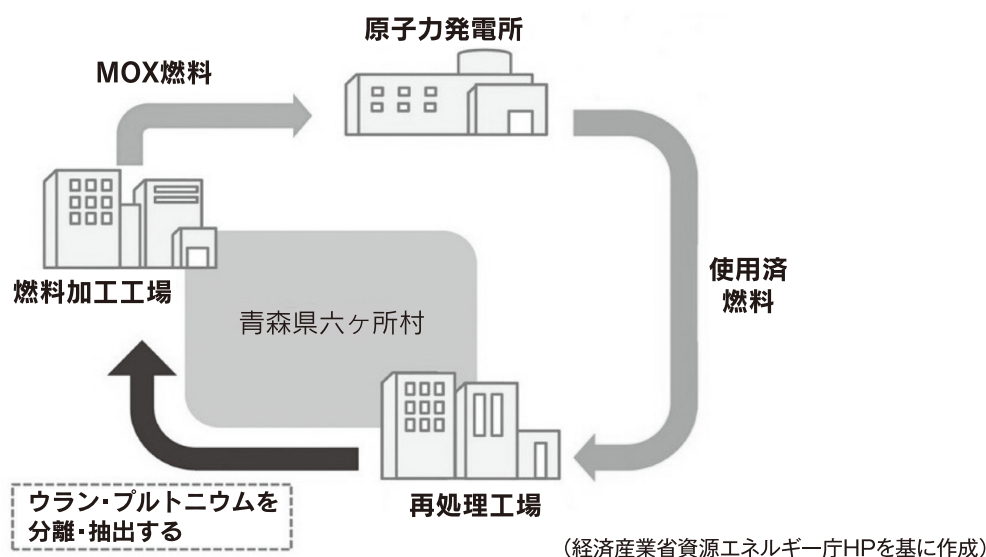 原子力発電所
MOX燃料
燃料加工工場
使用済
燃料
青森県六ヶ所村
再処理工場
ウラン・プルトニウムを
分離・抽出する
(経済産業省資源エネルギー庁HPを基に作成)